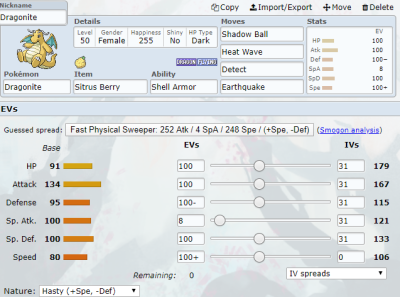 Nickname
Copy Import/Export Move Delete
Dragonite
Details
Level Gender Happiness Shiny HP Type
50 Female 255 No Dark
Moves
Shadow Ball
Heat Wave
Detect
Earthquake
Stats
EV
HP 100
Atk 100
Def 100-
SpA 8
SpD 100
Spe 100+
Pokémon Item Ability
Dragonite Sitrus Berry Shell Armor
EVs
Guessed spread: Fast Physical Sweeper: 252 Atk / 4 SpA / 248 Spe / (+Spe, -Def) (Smogon analysis)
Base EVs IVs
HP 91 100 31 179
Attack 134 100 31 167
Defense 95 100- 31 115
Sp. Atk. 100 8 31 121
Sp. Def. 100 100 31 133
Speed 80 100+ 0 106
Remaining: 0 IV spreads
Nature: Hasty (+Spe, -Def)